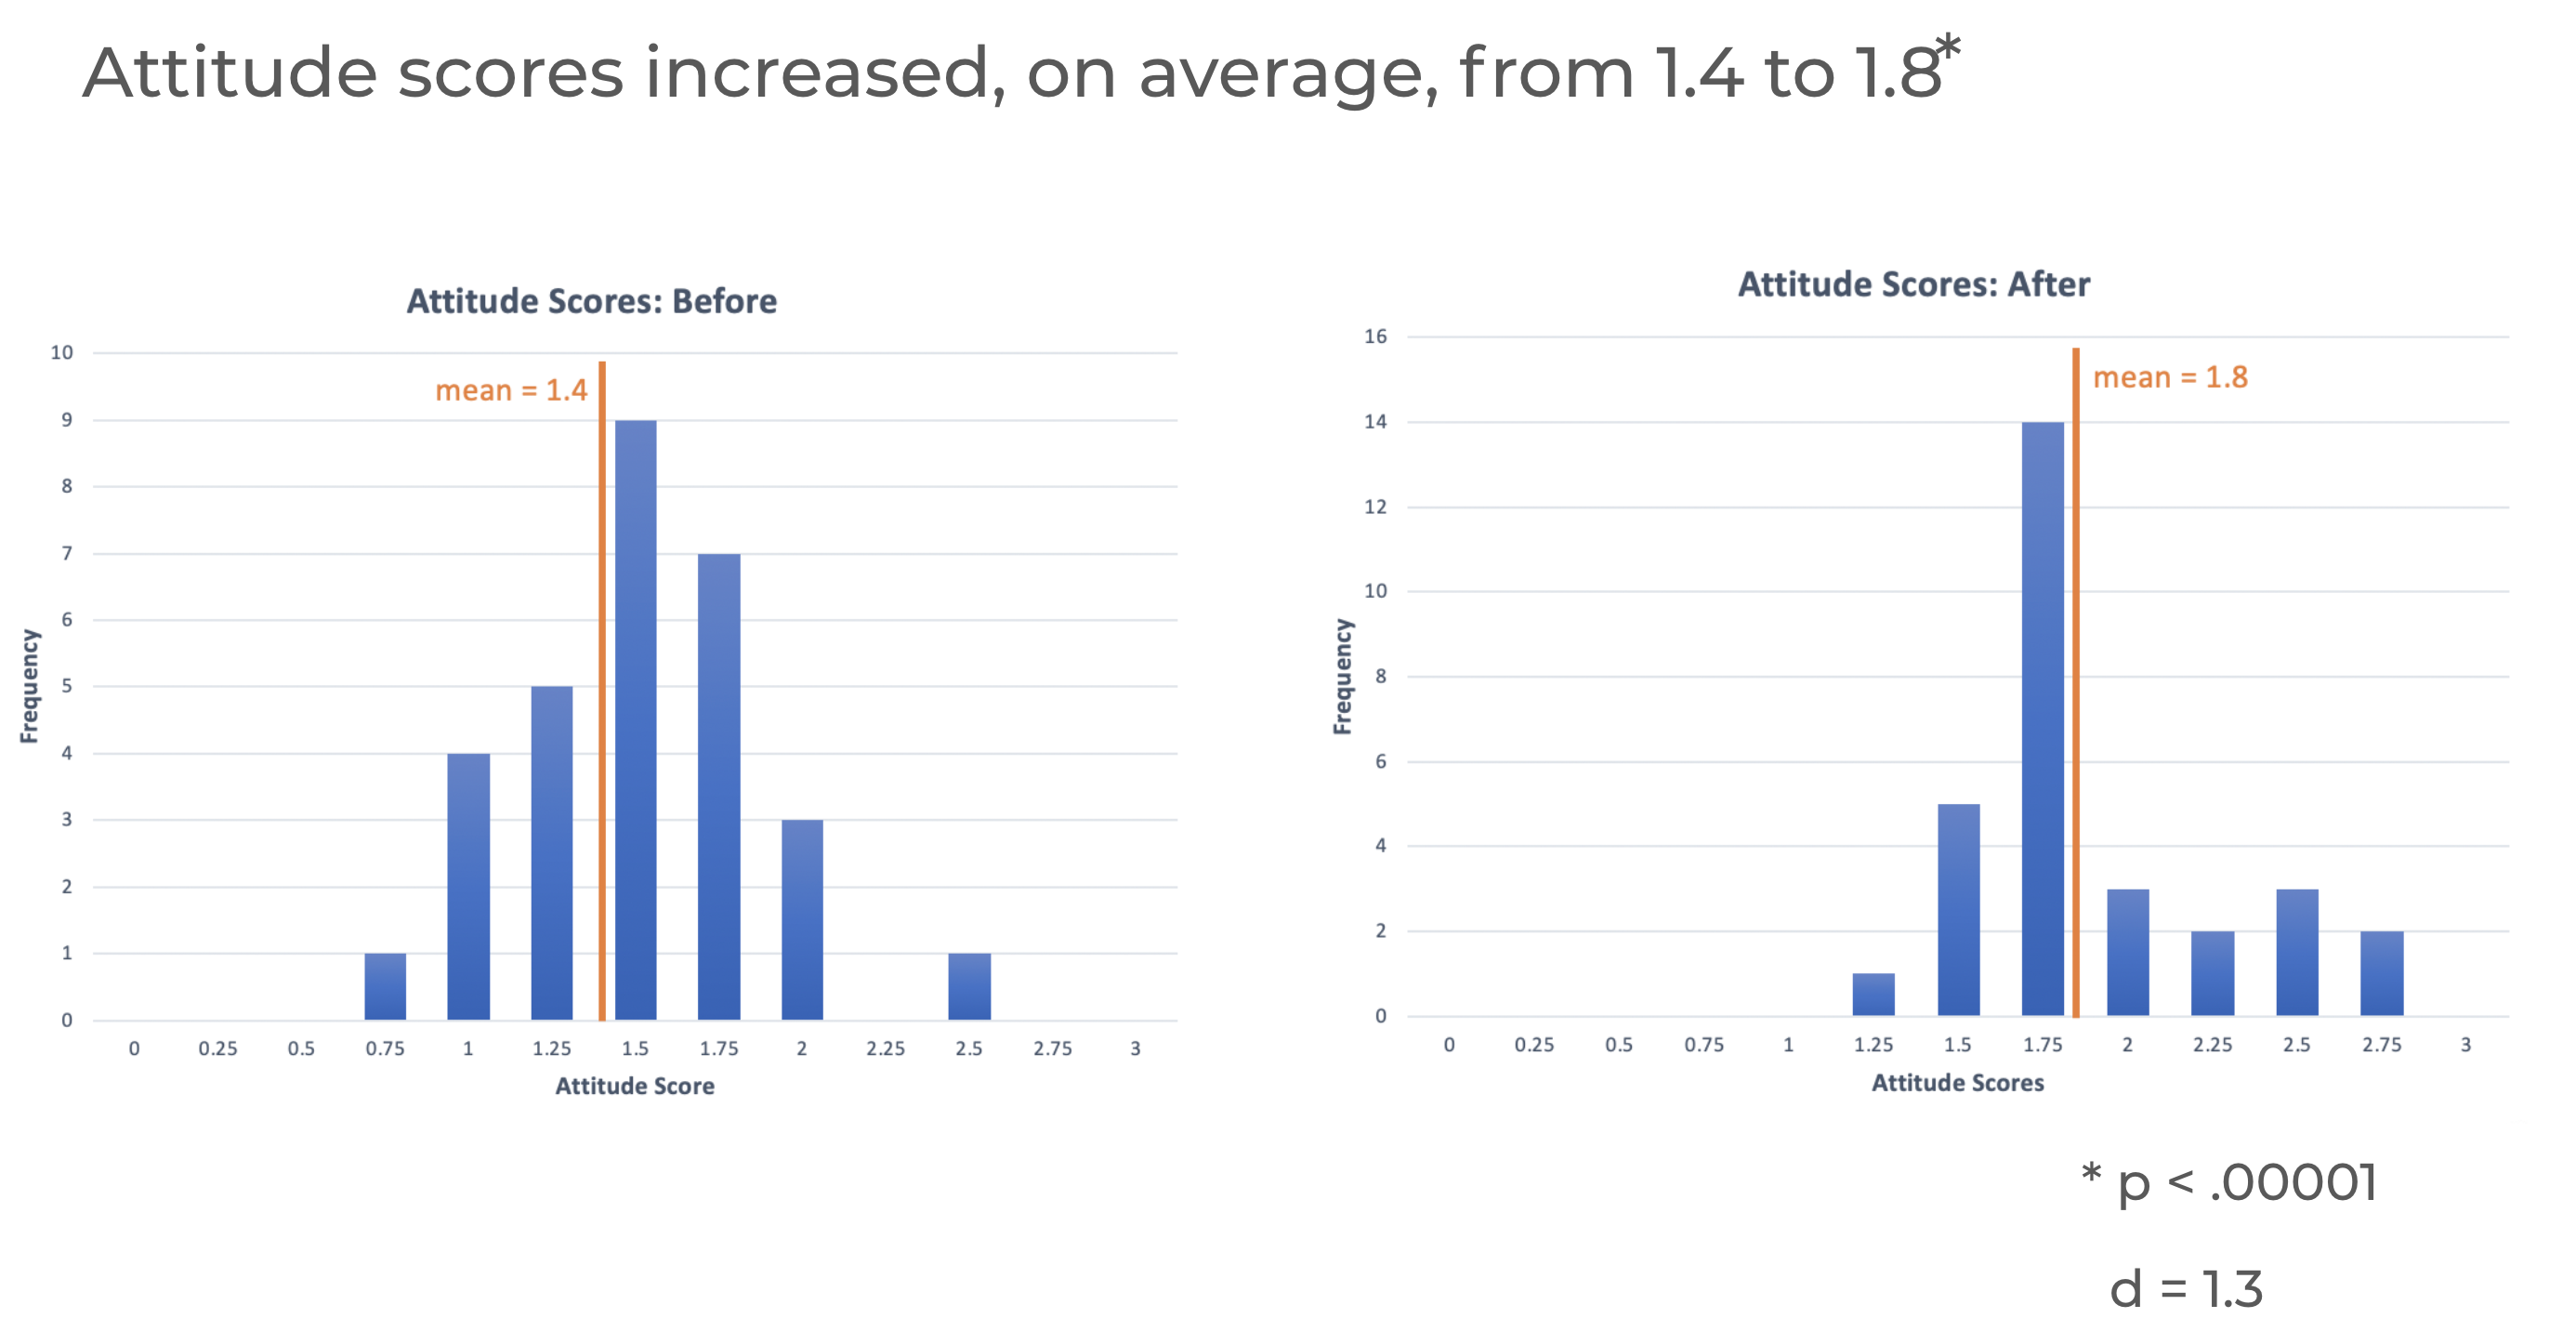 Attitude scores increased, on average, from 1.4 to 1.8*
Attitude Scores: Before
mean = 1.4
10
9
8
7
6
5
4
3
2
1
0
Frequency
0 0.25 0.5 0.75 1 1.25 1.5 1.75 2 2.25 2.5 2.75 3
Attitude Score
Attitude Scores: After
mean = 1.8
16
14
12
10
8
6
4
2
0
Frequency
0 0.25 0.5 0.75 1 1.25 1.5 1.75 2 2.25 2.5 2.75 3
Attitude Scores
* p < .00001
d = 1.3